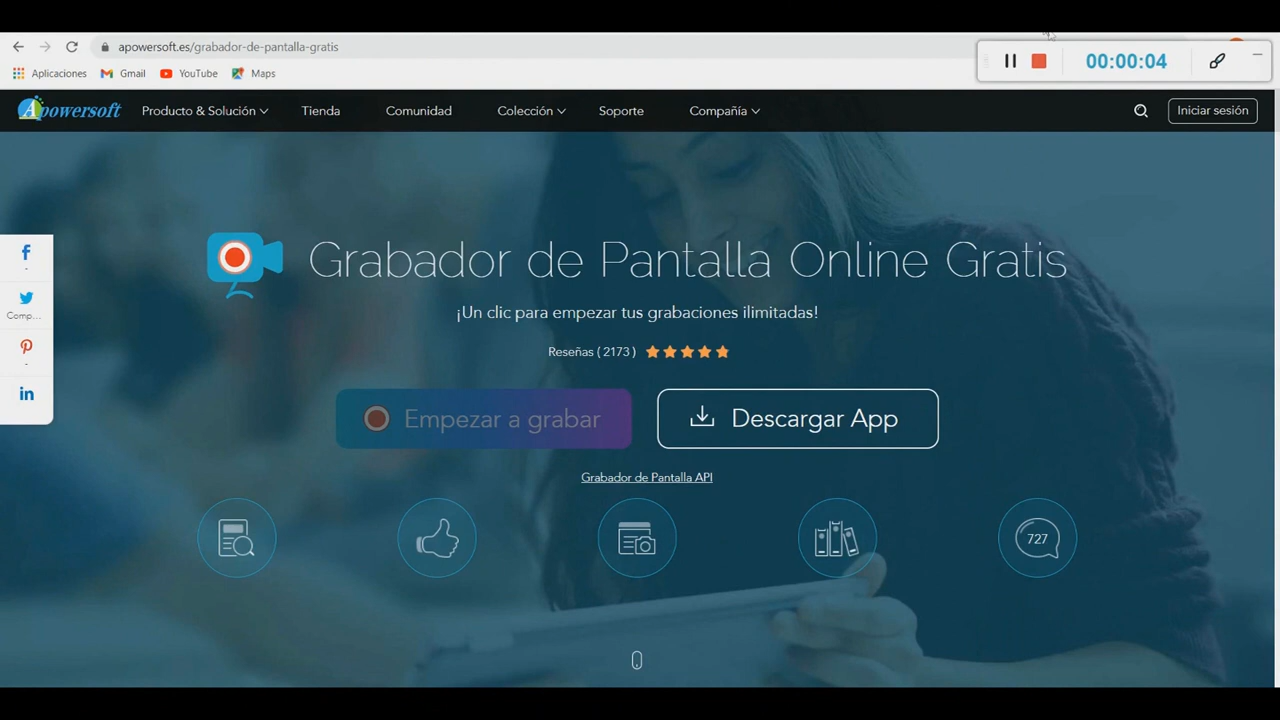 apowersoft.es/grabador-de-pantalla-gratis
00:00:04
Aplicaciones Gmail YouTube Maps
Apowersoft Producto & Solución Tienda Comunidad Colección Soporte Compañía Iniciar sesión
Grabador de Pantalla Online Gratis
¡Un clic para empezar tus grabaciones ilimitadas!
Comp...
Reseñas ( 2173 )
in
Empezar a grabar Descargar App
Grabador de Pantalla API
727